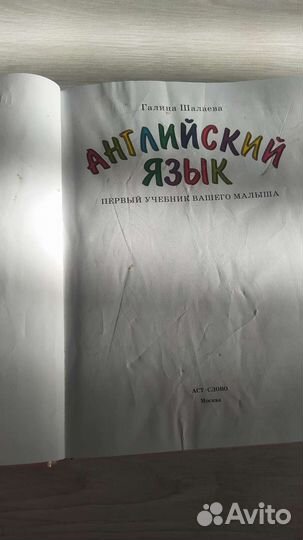 Галина Шалаева
АНГЛИЙСКИЙ
ЯЗЫК
ПЕРВЫЙ УЧЕБНИК ВАШЕГО МАЛЫША
АСТ·СЛОВО
Москва
Avito